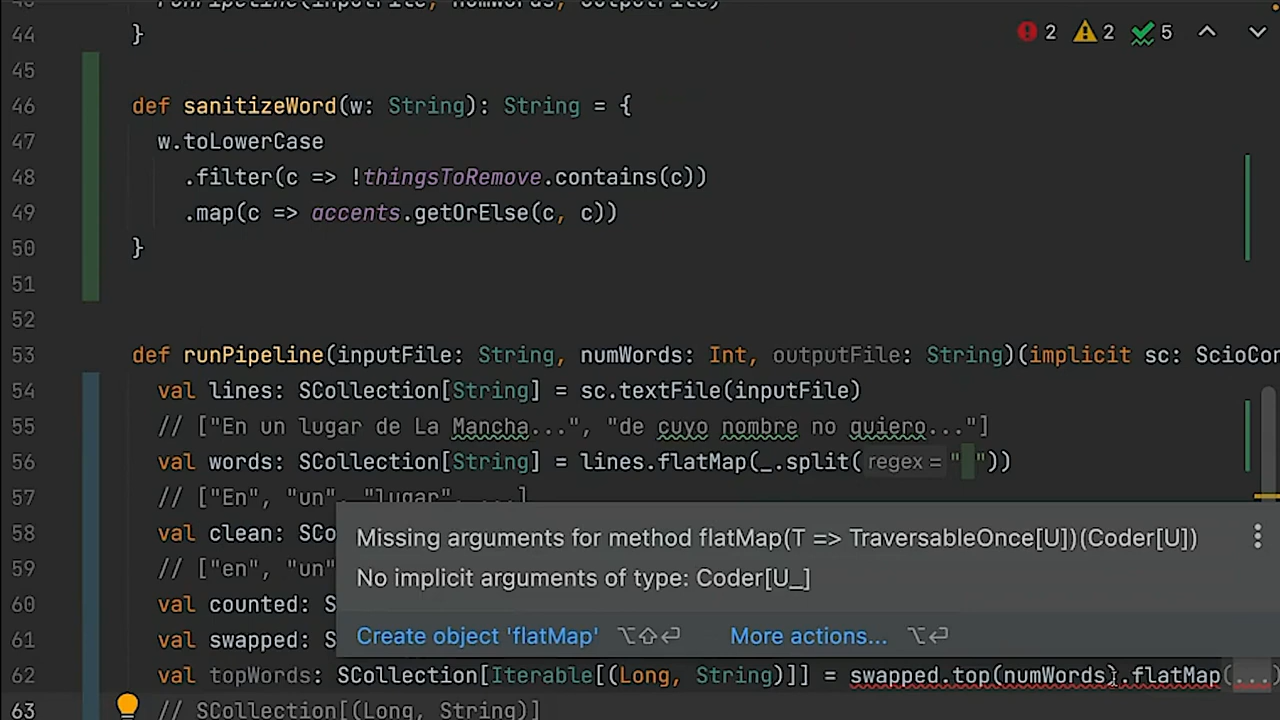 44 }
2 2 5
45
46 def sanitizeWord(w: String): String = {
47 w.toLowerCase
48 .filter(c => !thingsToRemove.contains(c))
49 .map(c => accents.getOrElse(c, c))
50 }
51
52
53 def runPipeline(inputFile: String, numWords: Int, outputFile: String)(implicit sc: ScioCon
54 val lines: SCollection[String] = sc.textFile(inputFile)
55 // ["En un lugar de La Mancha...", "de cuyo nombre no quiero..."]
56 val words: SCollection[String] = lines.flatMap(_.split( regex = " "))
57 // ["En", "un", "lugar", ...]
58 val clean: SCo
59 // ["en", "un"
60 val counted: S
61 val swapped: S
Missing arguments for method flatMap(T => TraversableOnce[U])(Coder[U])
No implicit arguments of type: Coder[U_]
Create object 'flatMap' ⌥⇧⏎ More actions... ⌥⏎
62 val topWords: SCollection[Iterable[(Long, String)]] = swapped.top(numWords).flatMap(...)
63 // SCollection[(Long, String)]